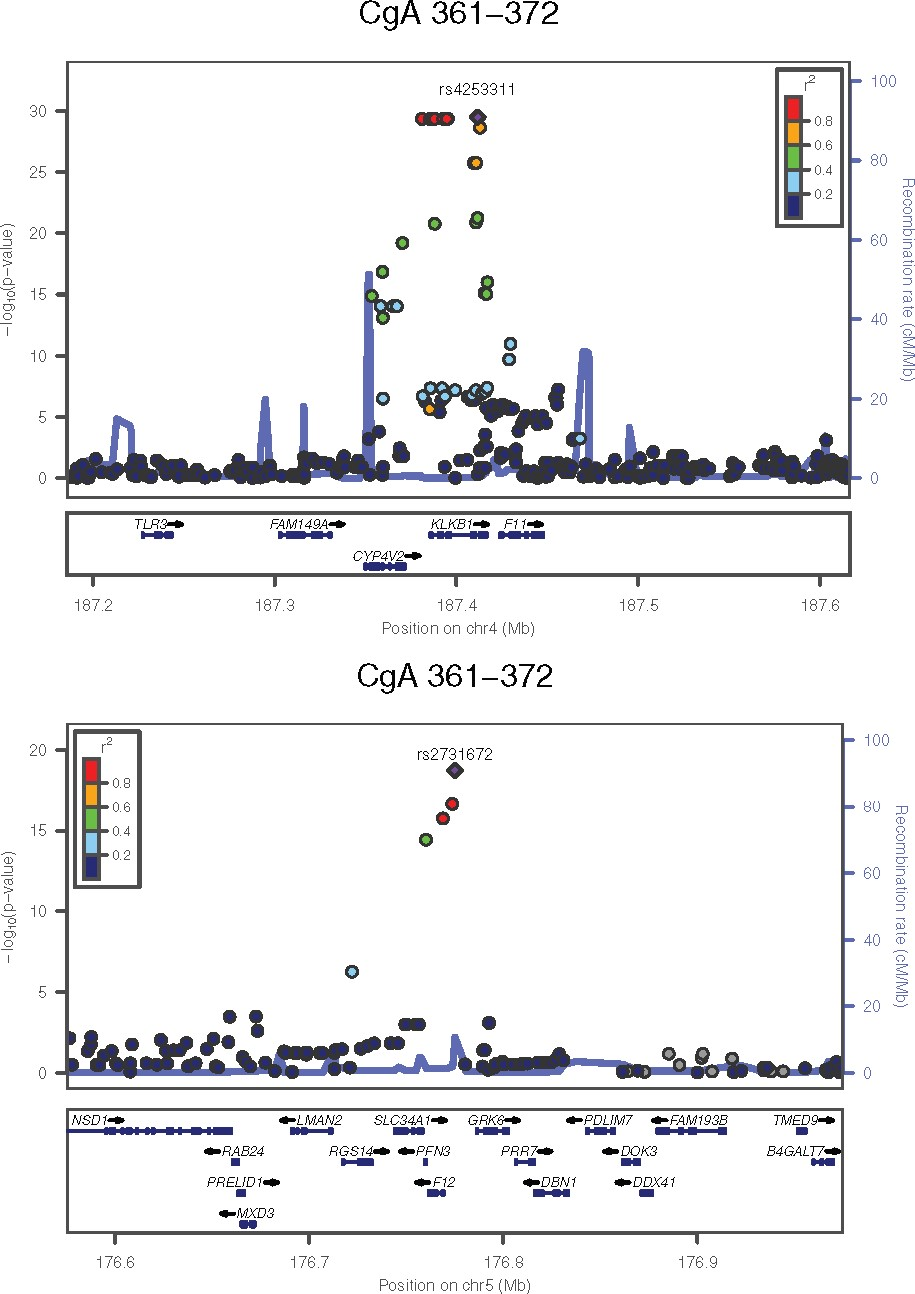 CgA 361–372
rs4253311
r2
0.8
0.6
0.4
0.2
30
25
20
15
10
5
0
−log10(p−value)
100
80
60
40
20
0
Recombination rate (cM/Mb)
TLR3 FAM149A KLKB1 F11
CYP4V2
187.2 187.3 187.4 187.5 187.6
Position on chr4 (Mb)
CgA 361–372
rs2731672
r2
0.8
0.6
0.4
0.2
20
15
10
5
0
−log10(p−value)
100
80
60
40
20
0
Recombination rate (cM/Mb)
NSD1 LMAN2 SLC34A1 GRK6 PDLIM7 FAM193B TMED9
RAB24 RGS14 PFN3 PRR7 DOK3 B4GALT7
PRELID1 F12 DBN1 DDX41
MXD3
176.6 176.7 176.8 176.9
Position on chr5 (Mb)